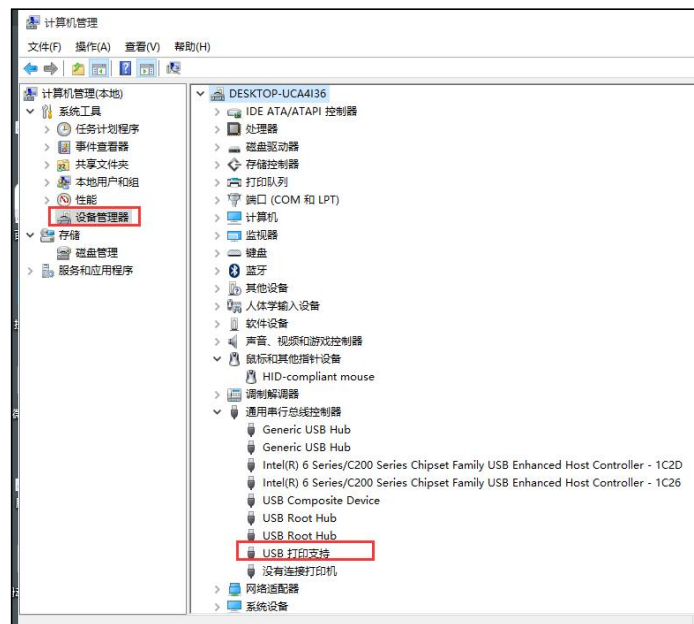 计算机管理
文件(F) 操作(A) 查看(V) 帮助(H)
计算机管理(本地)
系统工具
任务计划程序
事件查看器
共享文件夹
本地用户和组
性能
设备管理器
存储
磁盘管理
服务和应用程序
DESKTOP-UCA4I36
IDE ATA/ATAPI 控制器
处理器
磁盘驱动器
存储控制器
打印队列
端口 (COM 和 LPT)
计算机
监视器
键盘
蓝牙
其他设备
人体学输入设备
软件设备
声音、视频和游戏控制器
鼠标和其他指针设备
HID-compliant mouse
调制解调器
通用串行总线控制器
Generic USB Hub
Generic USB Hub
Intel(R) 6 Series/C200 Series Chipset Family USB Enhanced Host Controller - 1C2D
Intel(R) 6 Series/C200 Series Chipset Family USB Enhanced Host Controller - 1C26
USB Composite Device
USB Root Hub
USB Root Hub
USB 打印支持
没有连接打印机
网络适配器
系统设备